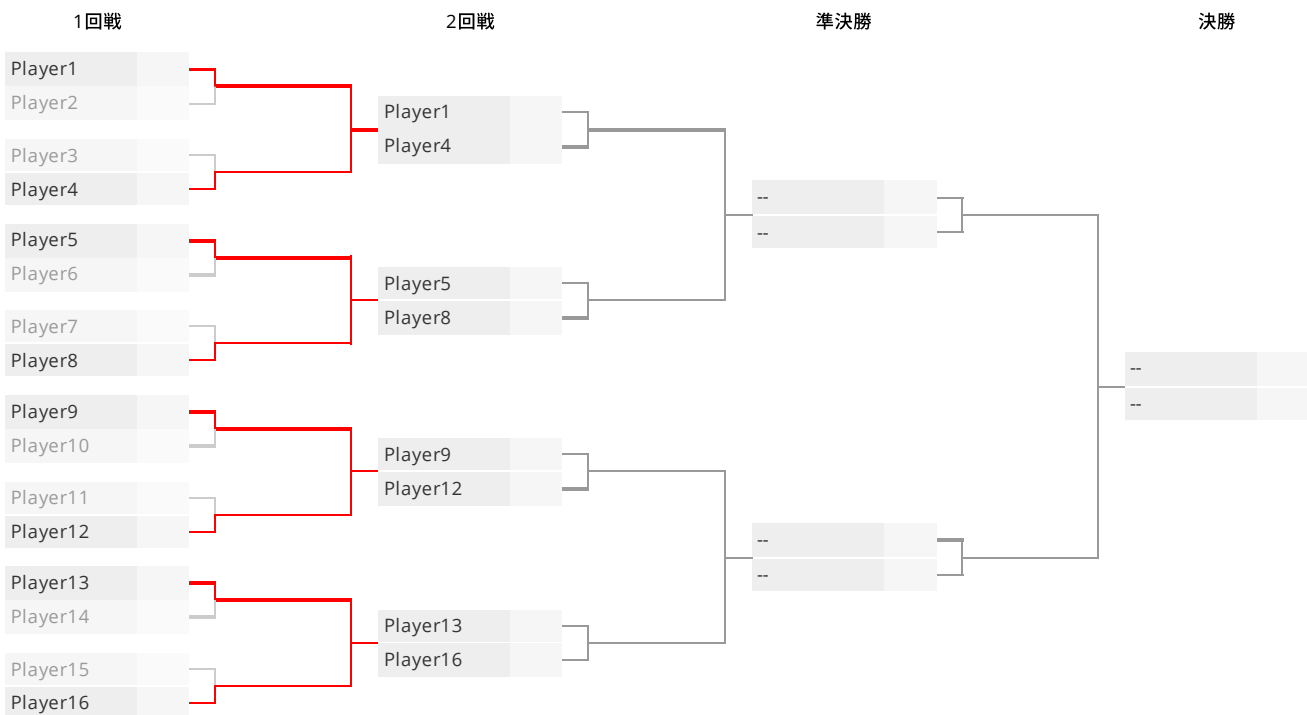 1回戦
2回戦
準決勝
決勝
Player1
Player2
Player3
Player4
Player5
Player6
Player7
Player8
Player9
Player10
Player11
Player12
Player13
Player14
Player15
Player16
Player1
Player4
Player5
Player8
Player9
Player12
Player13
Player16
--
--
--
--
--
--